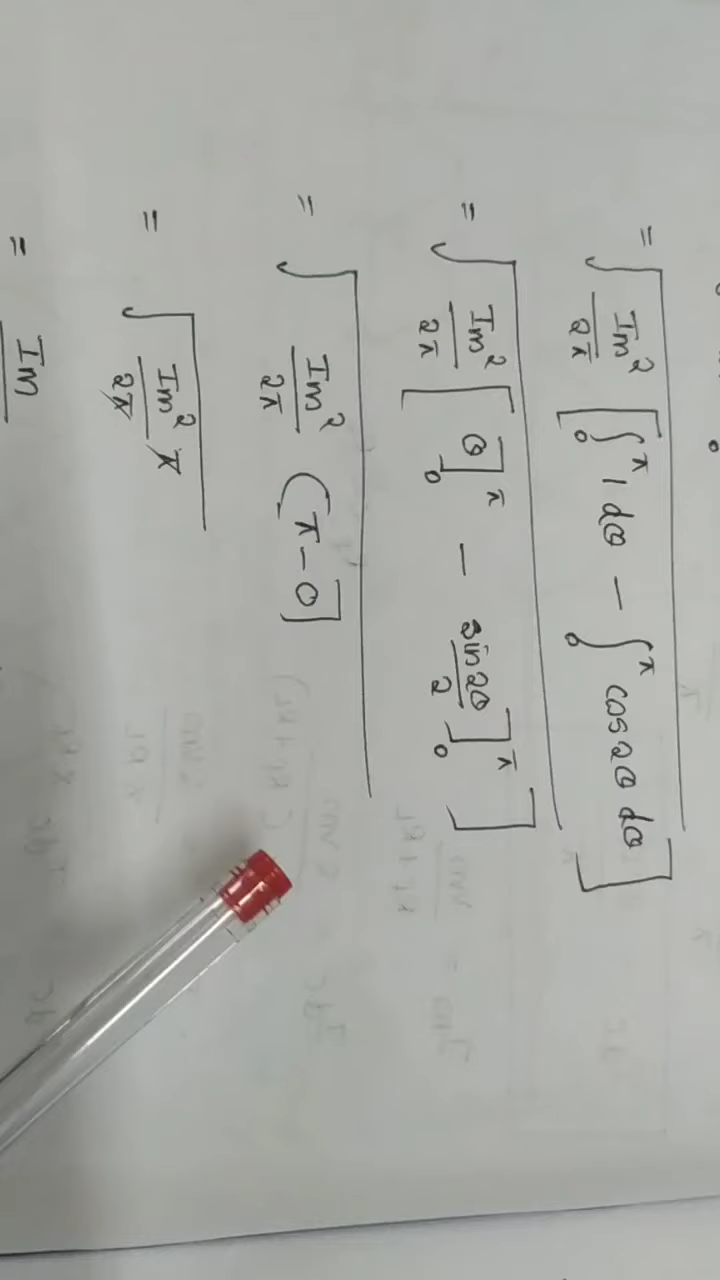 = √(Im²/2π [∫₀^π 1 dθ − ∫₀^π cos2θ dθ])
= √(Im²/2π [θ]₀^π − sin2θ/2]₀^π])
= √(Im²/2π (π − 0])
= √(Im²/2π π)
= Im